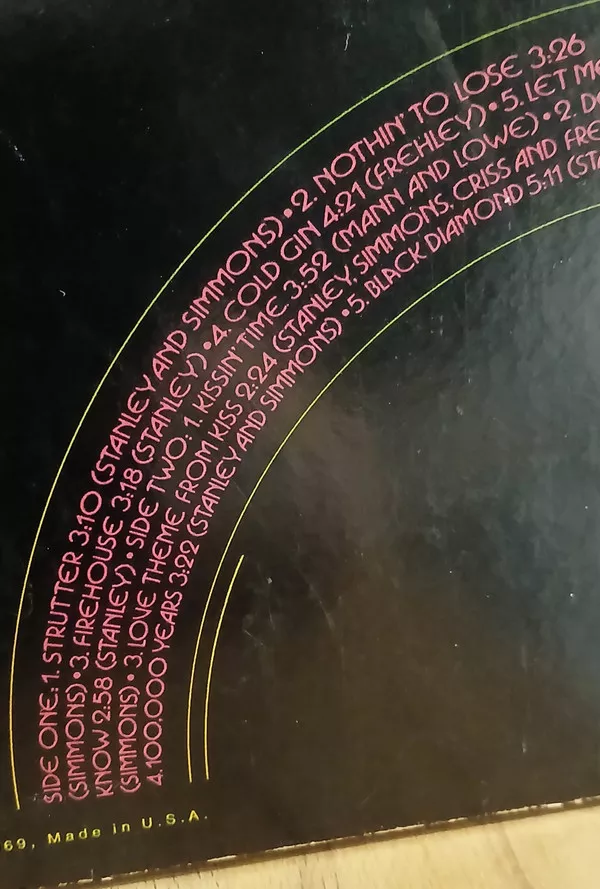 SIDE ONE: 1. STRUTTER 3:10 (STANLEY AND SIMMONS) • 2. NOTHIN' TO LOSE 3:26
(SIMMONS) • 3. FIREHOUSE 3:18 (STANLEY) • 4. COLD GIN 4:21 (FREHLEY) • 5. LET ME
KNOW 2:58 (STANLEY) • SIDE TWO: 1 KISSIN' TIME 3:52 (MANN AND LOWE) • 2. D
(SIMMONS) • 3. LOVE THEME FROM KISS 2:24 (STANLEY, SIMMONS, CRISS AND FRE
4. 100,000 YEARS 3:22 (STANLEY AND SIMMONS) • 5. BLACK DIAMOND 5:11 (STA
69, Made in U.S.A.